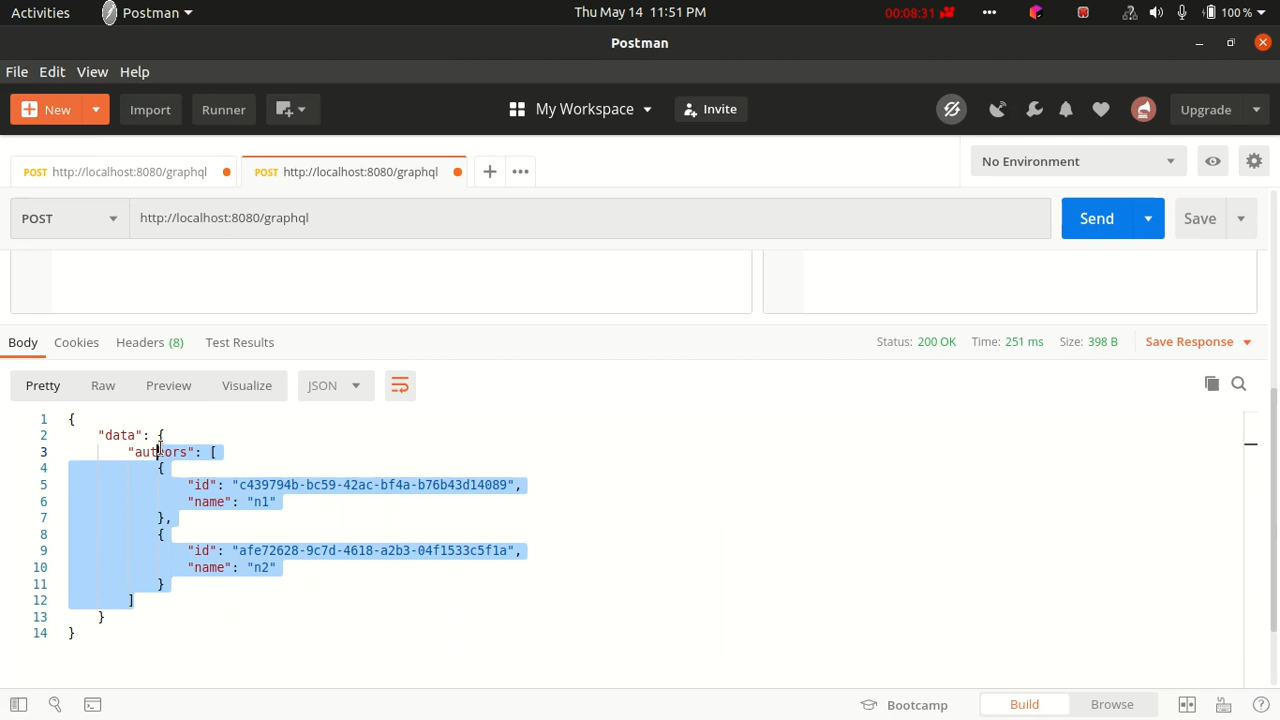 Activities Postman Thu May 14 11:51 PM 00:08:31 100 %
Postman
File Edit View Help
New Import Runner My Workspace Invite Upgrade
POST http://localhost:8080/graphql POST http://localhost:8080/graphql No Environment
POST http://localhost:8080/graphql Send Save
Body Cookies Headers (8) Test Results Status: 200 OK Time: 251 ms Size: 398 B Save Response
Pretty Raw Preview Visualize JSON
1 {
2 "data": {
3 "authors": [
4 {
5 "id": "c439794b-bc59-42ac-bf4a-b76b43d14089",
6 "name": "n1"
7 },
8 {
9 "id": "afe72628-9c7d-4618-a2b3-04f1533c5f1a",
10 "name": "n2"
11 }
12 ]
13 }
14 }
Bootcamp Build Browse